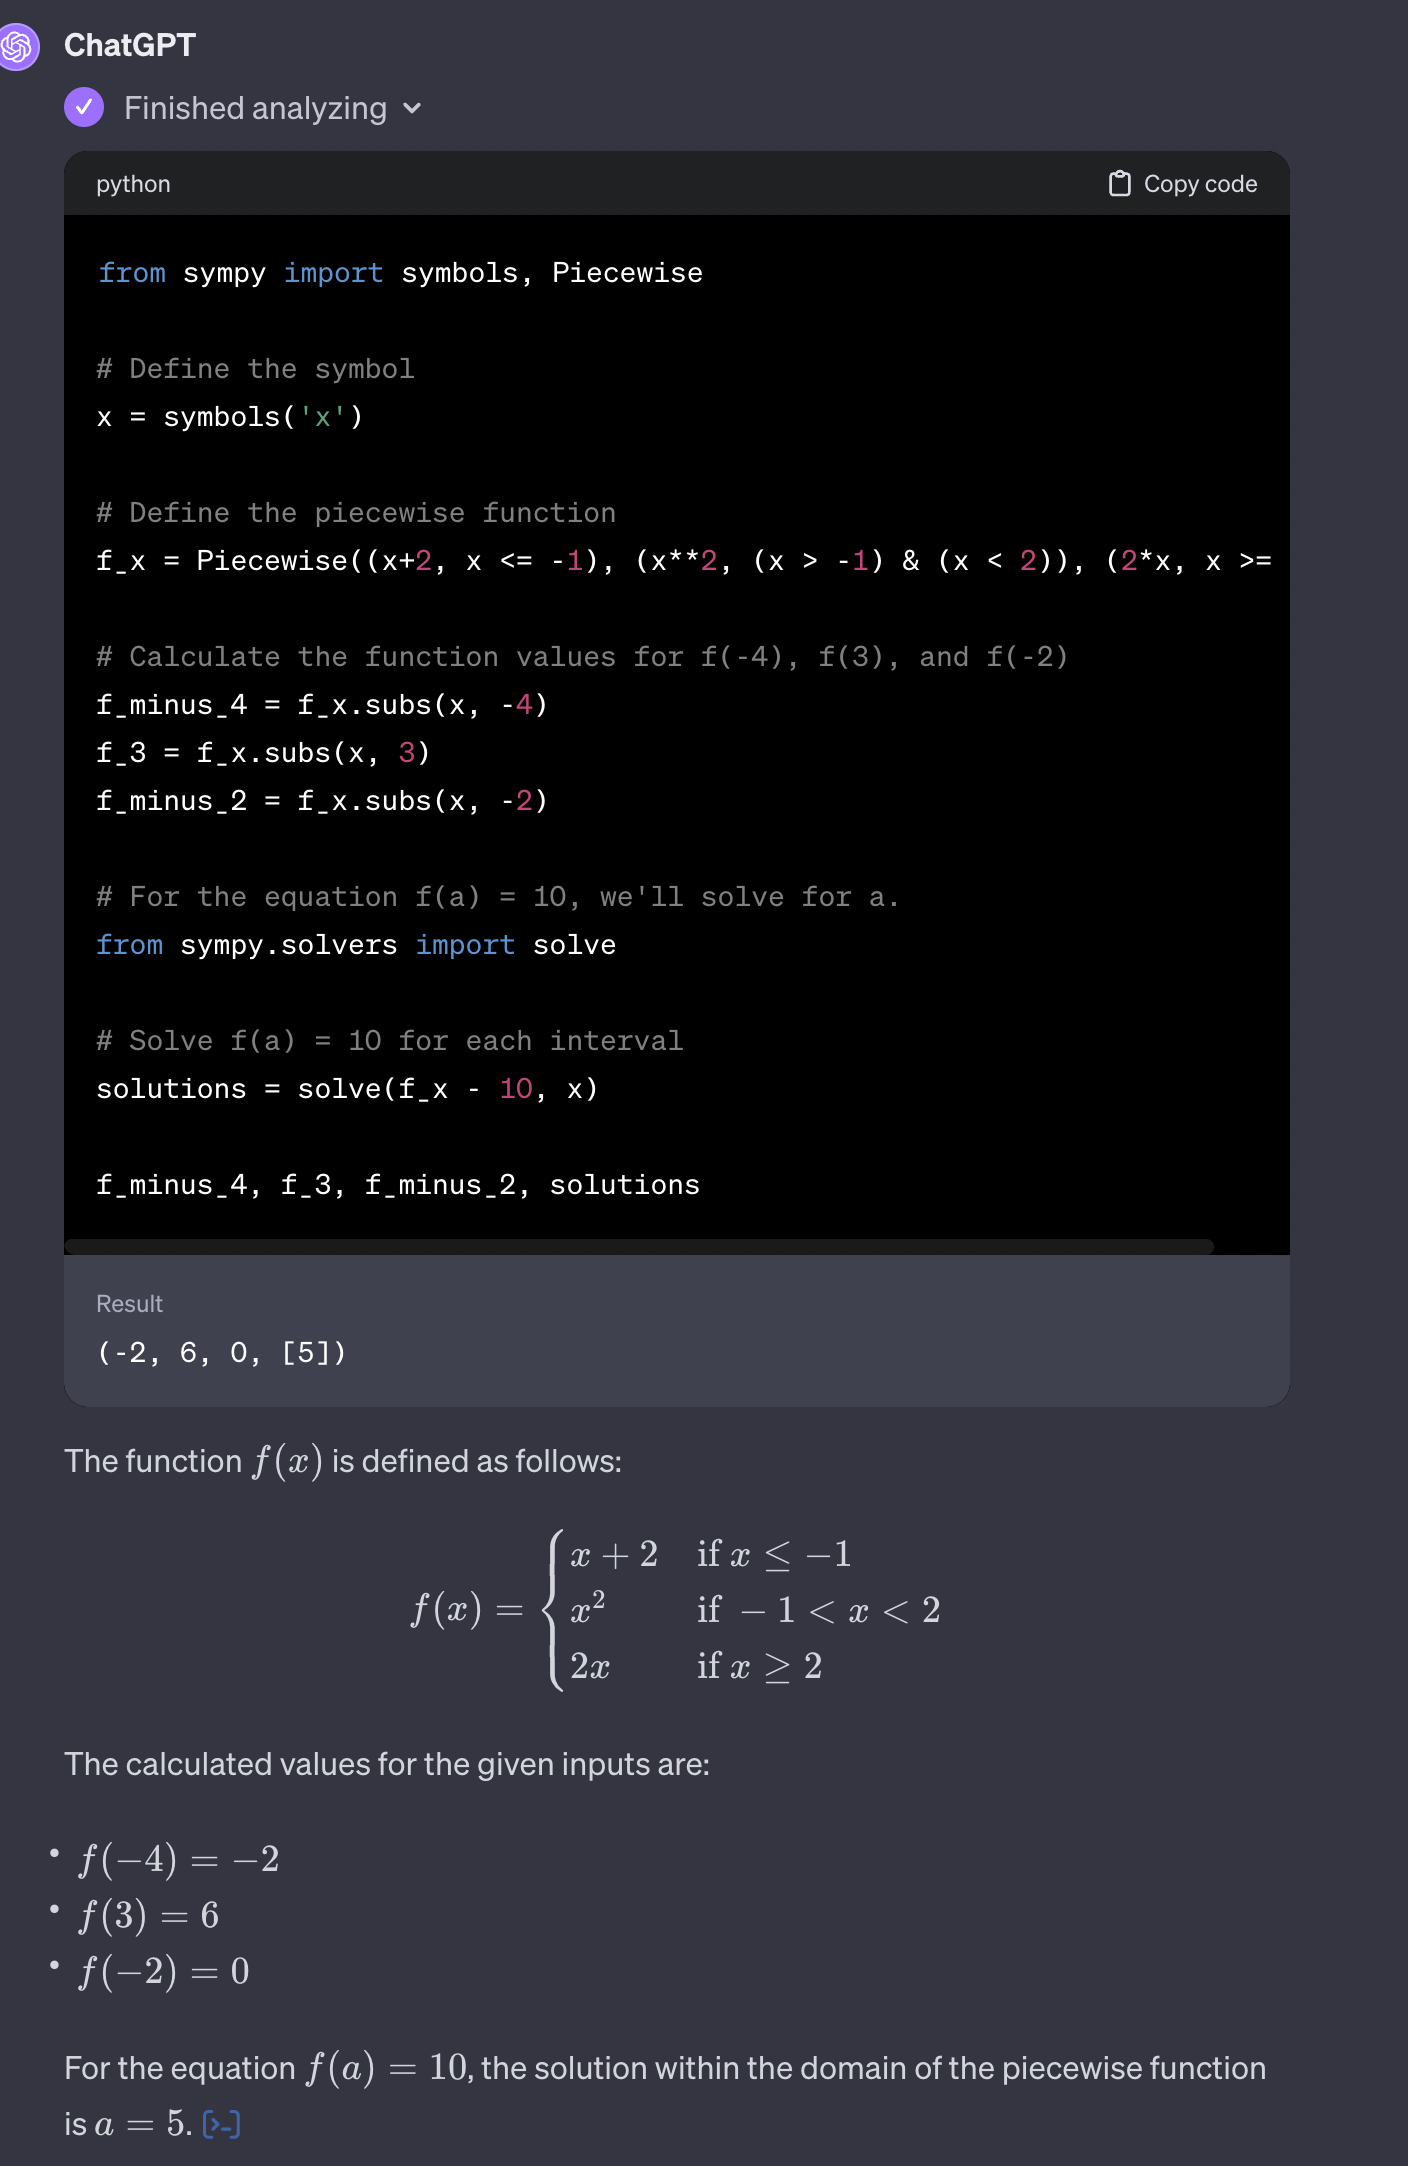 ChatGPT
Finished analyzing
python
Copy code
from sympy import symbols, Piecewise
# Define the symbol
x = symbols('x')
# Define the piecewise function
f_x = Piecewise((x+2, x <= -1), (x**2, (x > -1) & (x < 2)), (2*x, x >=
# Calculate the function values for f(-4), f(3), and f(-2)
f_minus_4 = f_x.subs(x, -4)
f_3 = f_x.subs(x, 3)
f_minus_2 = f_x.subs(x, -2)
# For the equation f(a) = 10, we'll solve for a.
from sympy.solvers import solve
# Solve f(a) = 10 for each interval
solutions = solve(f_x - 10, x)
f_minus_4, f_3, f_minus_2, solutions
Result
(-2, 6, 0, [5])
The function f(x) is defined as follows:
x + 2 if x ≤ −1
f(x) = { x² if − 1 < x < 2
2x if x ≥ 2
The calculated values for the given inputs are:
• f(−4) = −2
• f(3) = 6
• f(−2) = 0
For the equation f(a) = 10, the solution within the domain of the piecewise function
is a = 5. [>-]